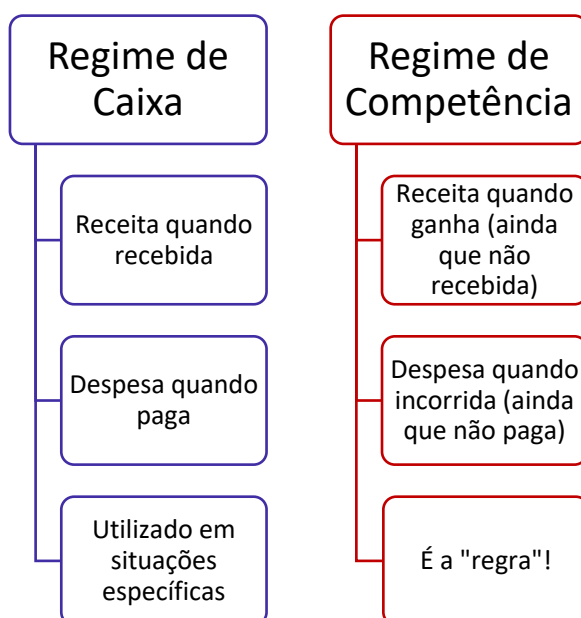 Regime de
Caixa
Receita quando
recebida
Despesa quando
paga
Utilizado em
situações
específicas
Regime de
Competência
Receita quando
ganha (ainda
que não
recebida)
Despesa quando
incorrida (ainda
que não paga)
É a "regra"!